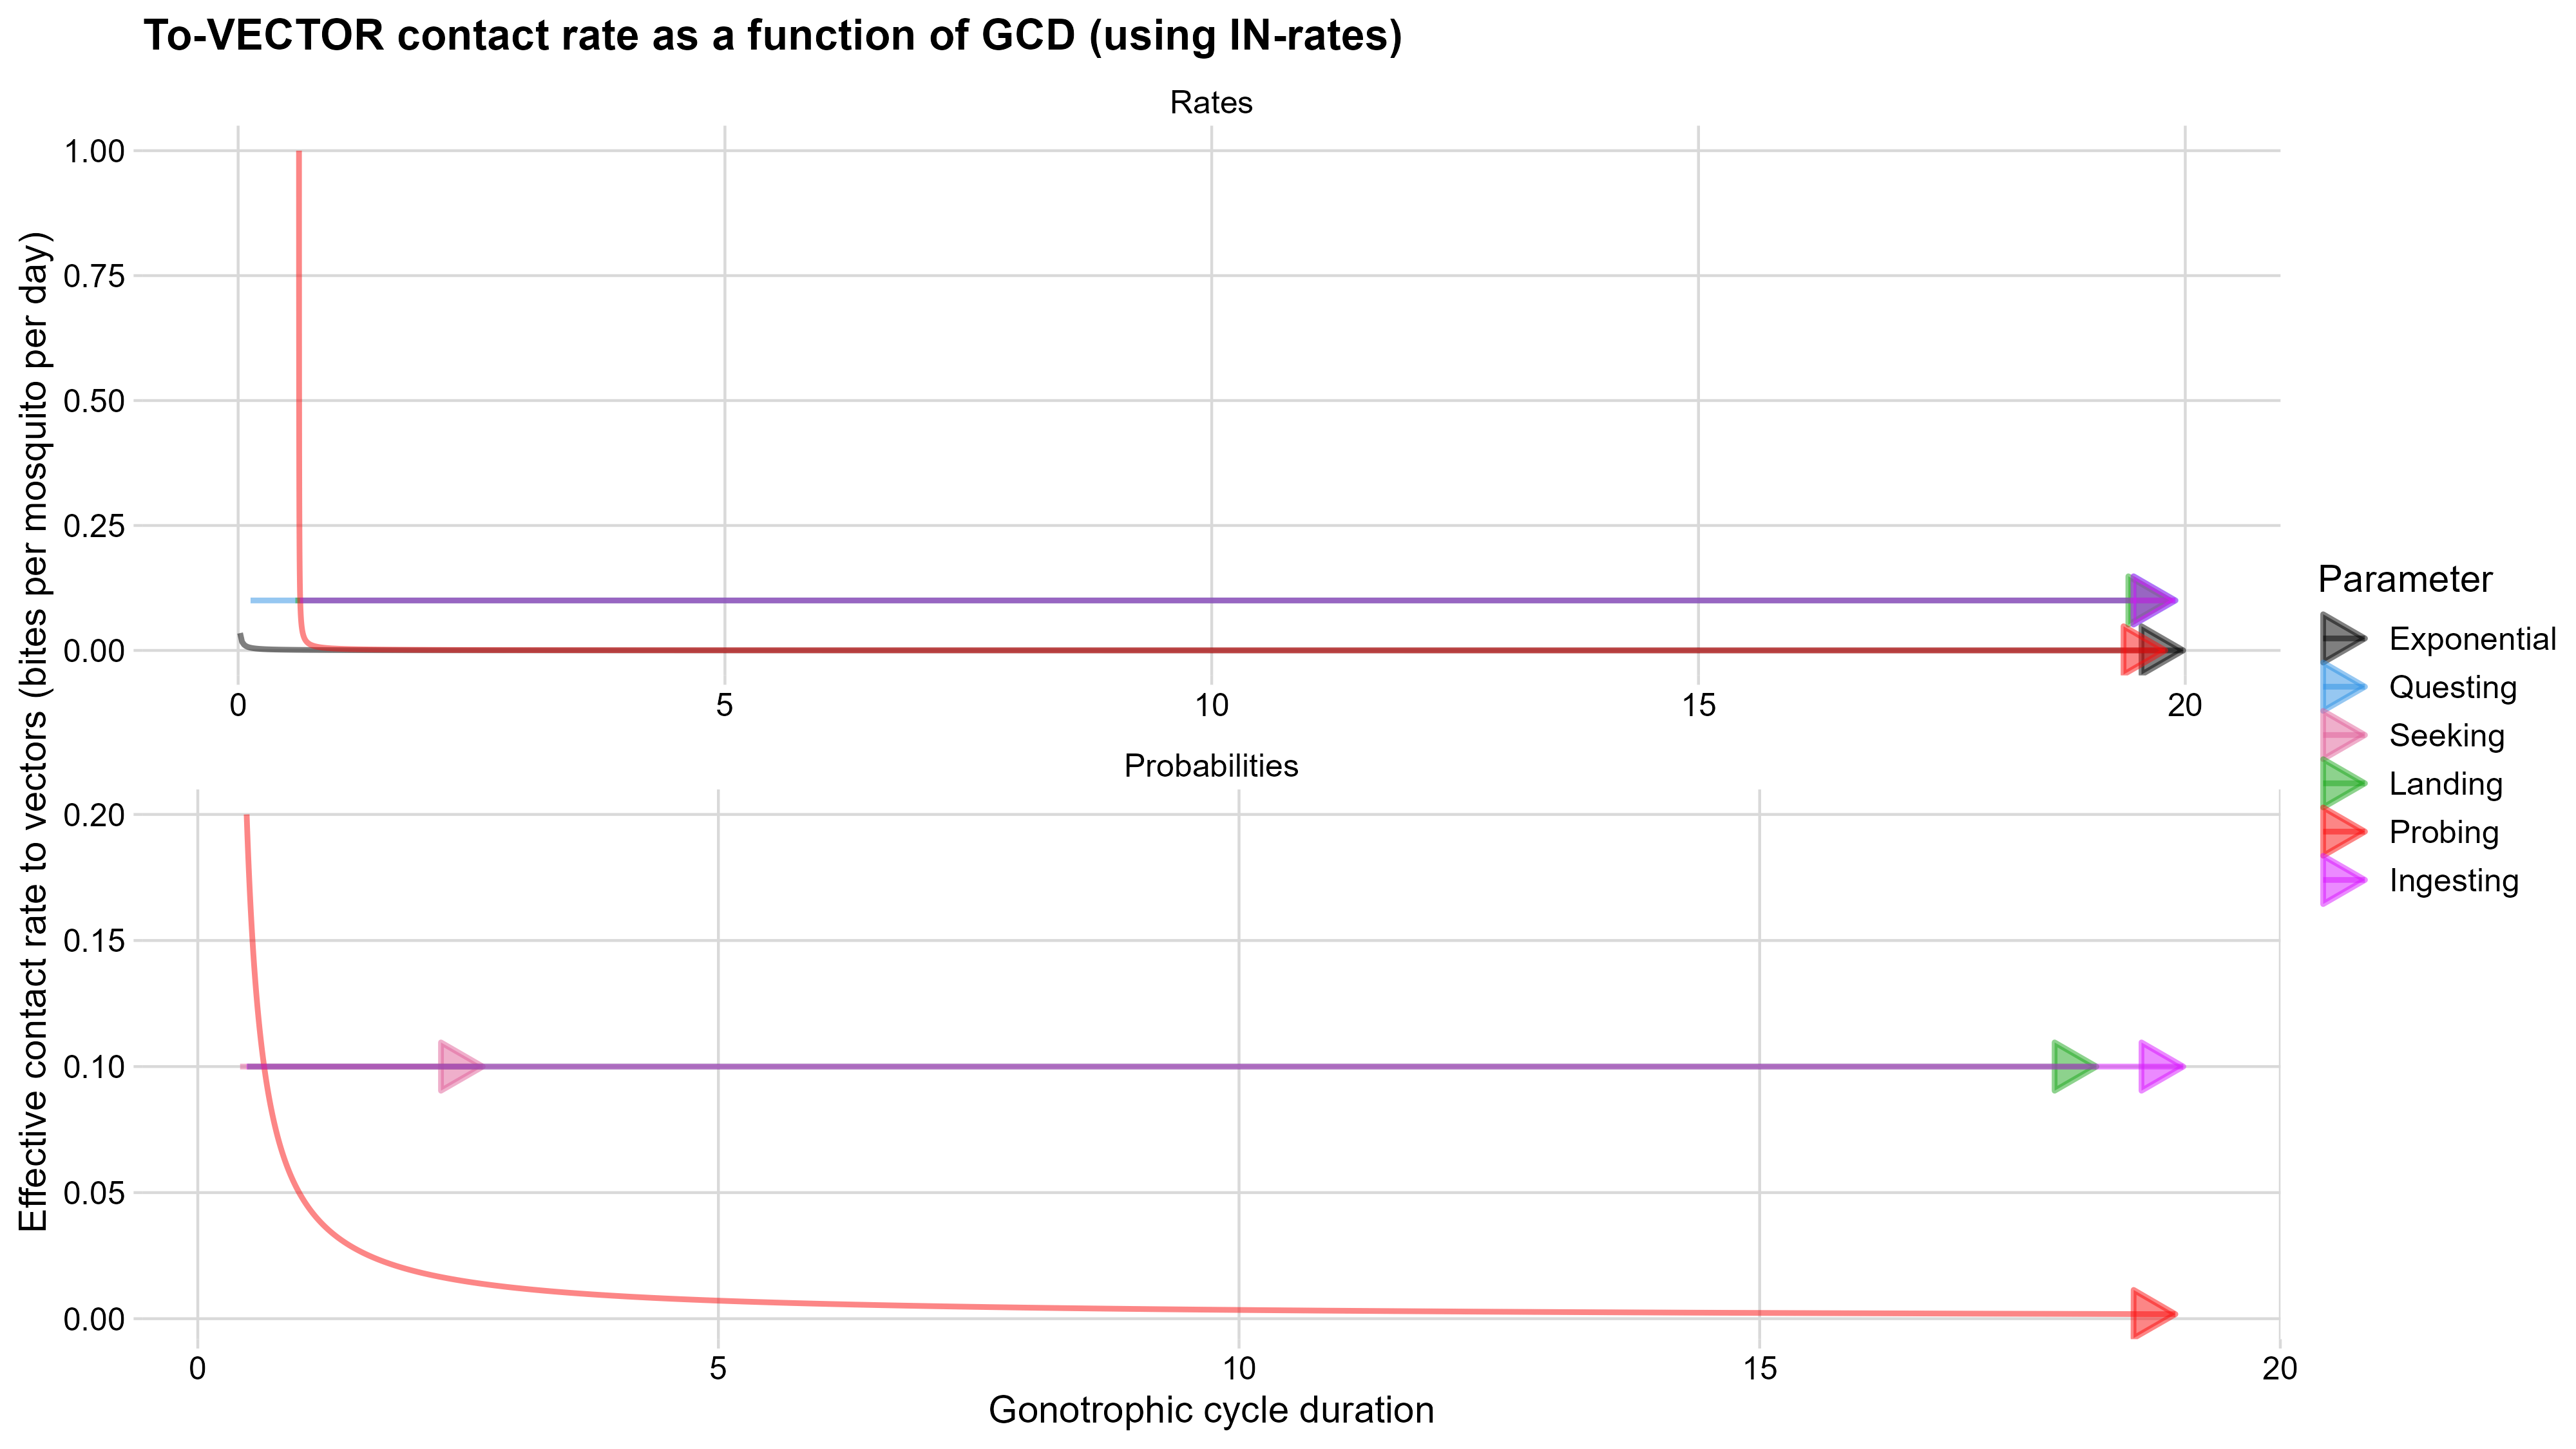 To-VECTOR contact rate as a function of GCD (using IN-rates)
Rates
1.00
0.75
0.50
0.25
0.00
0 5 10 15 20
Probabilities
0.20
0.15
0.10
0.05
0.00
0 5 10 15 20
Gonotrophic cycle duration
Effective contact rate to vectors (bites per mosquito per day)
Parameter
Exponential
Questing
Seeking
Landing
Probing
Ingesting